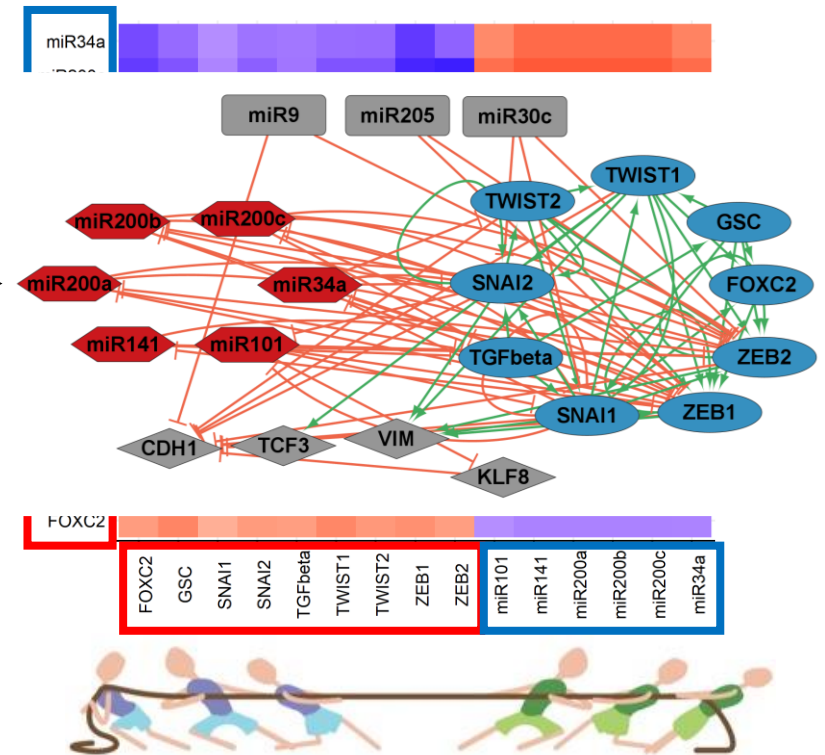 miR34a
miR9 miR205 miR30c
TWIST1
TWIST2
miR200b miR200c
GSC
SNAI2
miR200a miR34a
FOXC2
miR141 miR101
TGFbeta
ZEB2
SNAI1 ZEB1
CDH1 TCF3 VIM
KLF8
FOXC2
FOXC2
GSC
SNAI1
SNAI2
TGFbeta
TWIST1
TWIST2
ZEB1
ZEB2
miR101
miR141
miR200a
miR200b
miR200c
miR34a